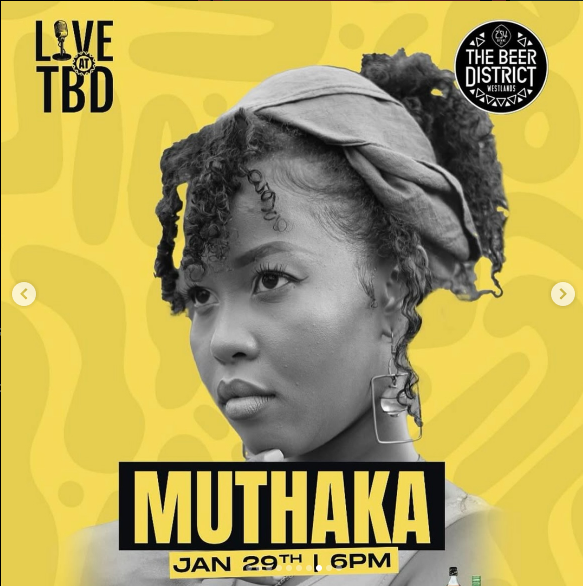 LIVE
AT
TBD
254
THE BEER
DISTRICT
WESTLANDS
MUTHAKA
JAN 29TH | 6PM